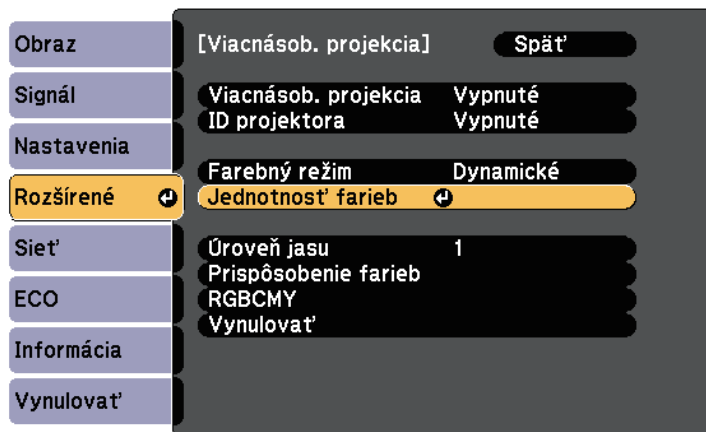 Obraz
Signál
Nastavenia
Rozšírené
Sieť
ECO
Informácia
Vynulovať
[Viacnásob. projekcia] Späť
Viacnásob. projekcia Vypnuté
ID projektora Vypnuté
Farebný režim Dynamické
Jednotnosť farieb
Úroveň jasu 1
Prispôsobenie farieb
RGBCMY
Vynulovať